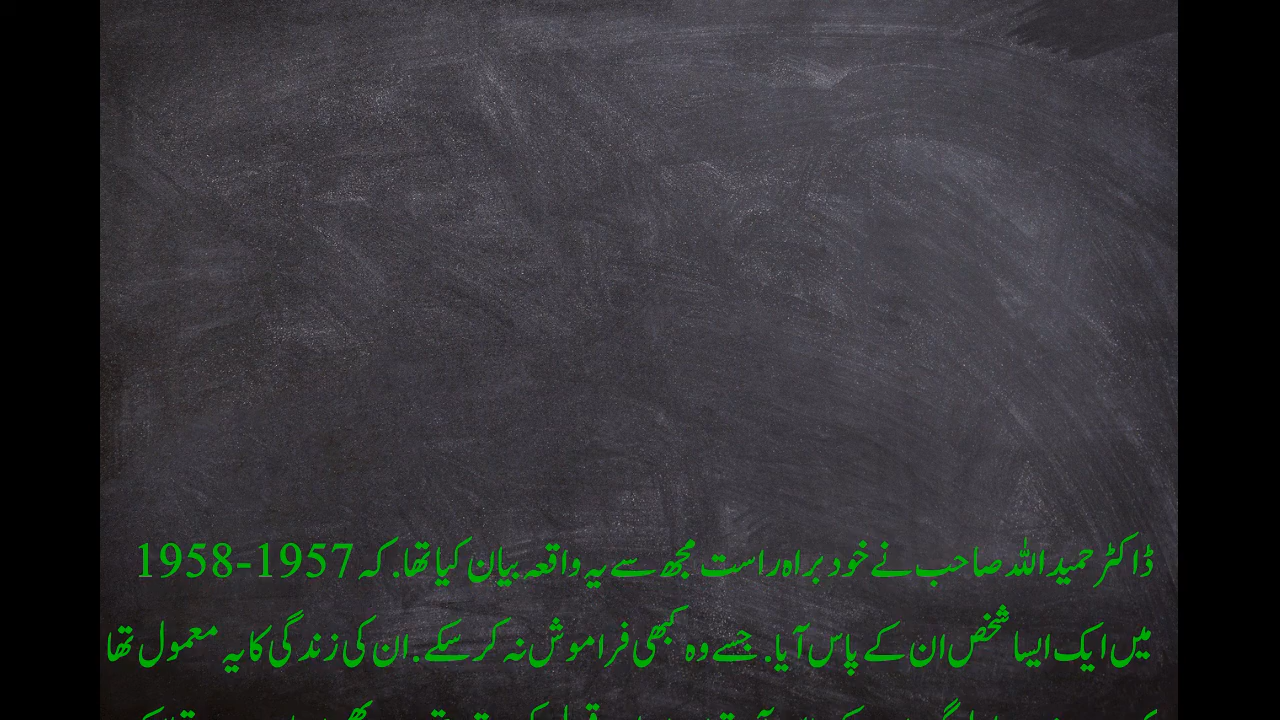 ڈاکٹر حمید اللہ صاحب نے خود براہ راست مجھ سے یہ واقعہ بیان کیا تھا. کہ 1957-1958
میں ایک ایسا شخص ان کے پاس آیا. جسے وہ کبھی فراموش نہ کر سکے. ان کی زندگی کا یہ معمول تھا